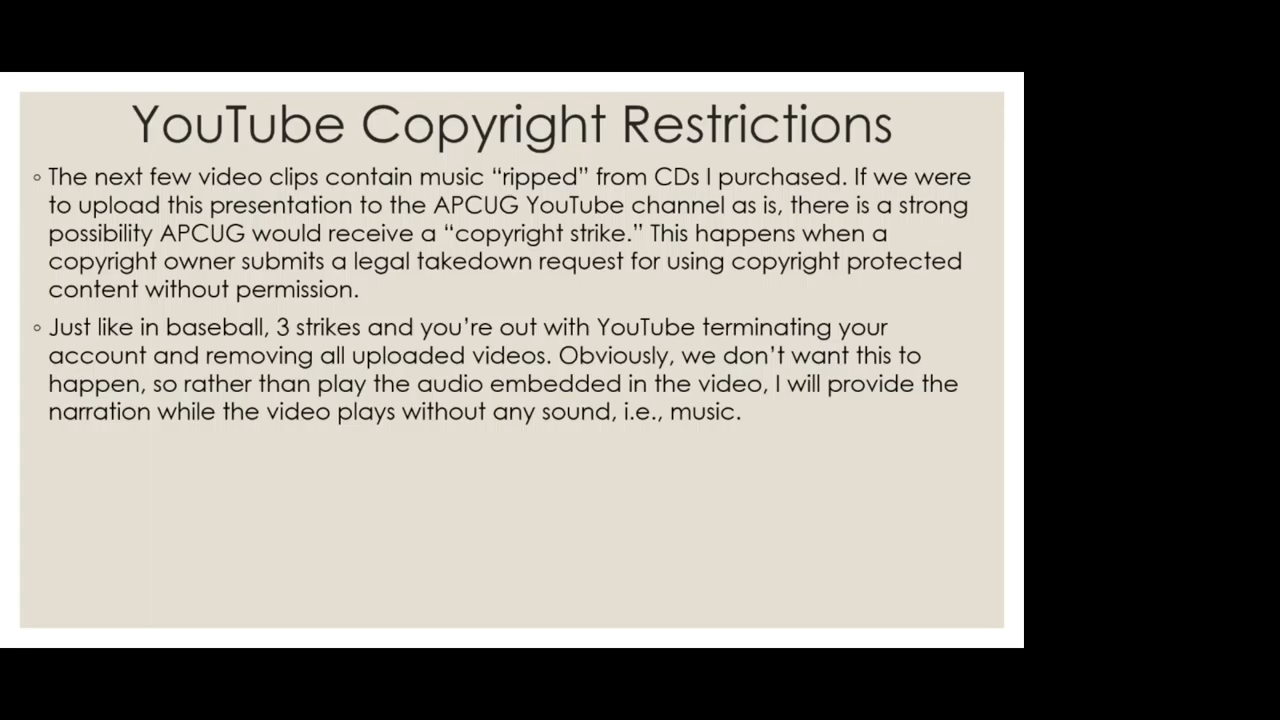 YouTube Copyright Restrictions
◦ The next few video clips contain music “ripped” from CDs I purchased. If we were
to upload this presentation to the APCUG YouTube channel as is, there is a strong
possibility APCUG would receive a “copyright strike.” This happens when a
copyright owner submits a legal takedown request for using copyright protected
content without permission.
◦ Just like in baseball, 3 strikes and you’re out with YouTube terminating your
account and removing all uploaded videos. Obviously, we don’t want this to
happen, so rather than play the audio embedded in the video, I will provide the
narration while the video plays without any sound, i.e., music.